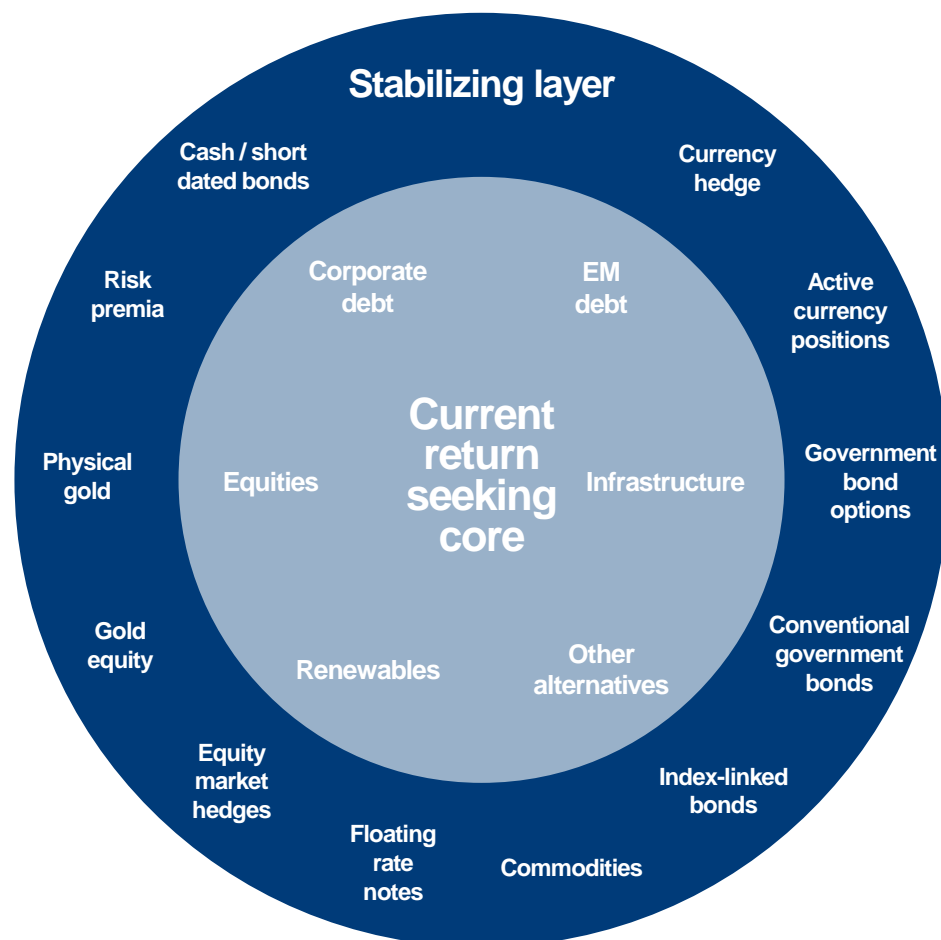 Stabilizing layer
Cash / short
dated bonds
Currency
hedge
Risk
premia
Corporate
debt
EM
debt
Active
currency
positions
Current
return
seeking
core
Physical
gold
Equities
Infrastructure
Government
bond
options
Gold
equity
Renewables
Other
alternatives
Conventional
government
bonds
Equity
market
hedges
Index-linked
bonds
Floating
rate
notes
Commodities